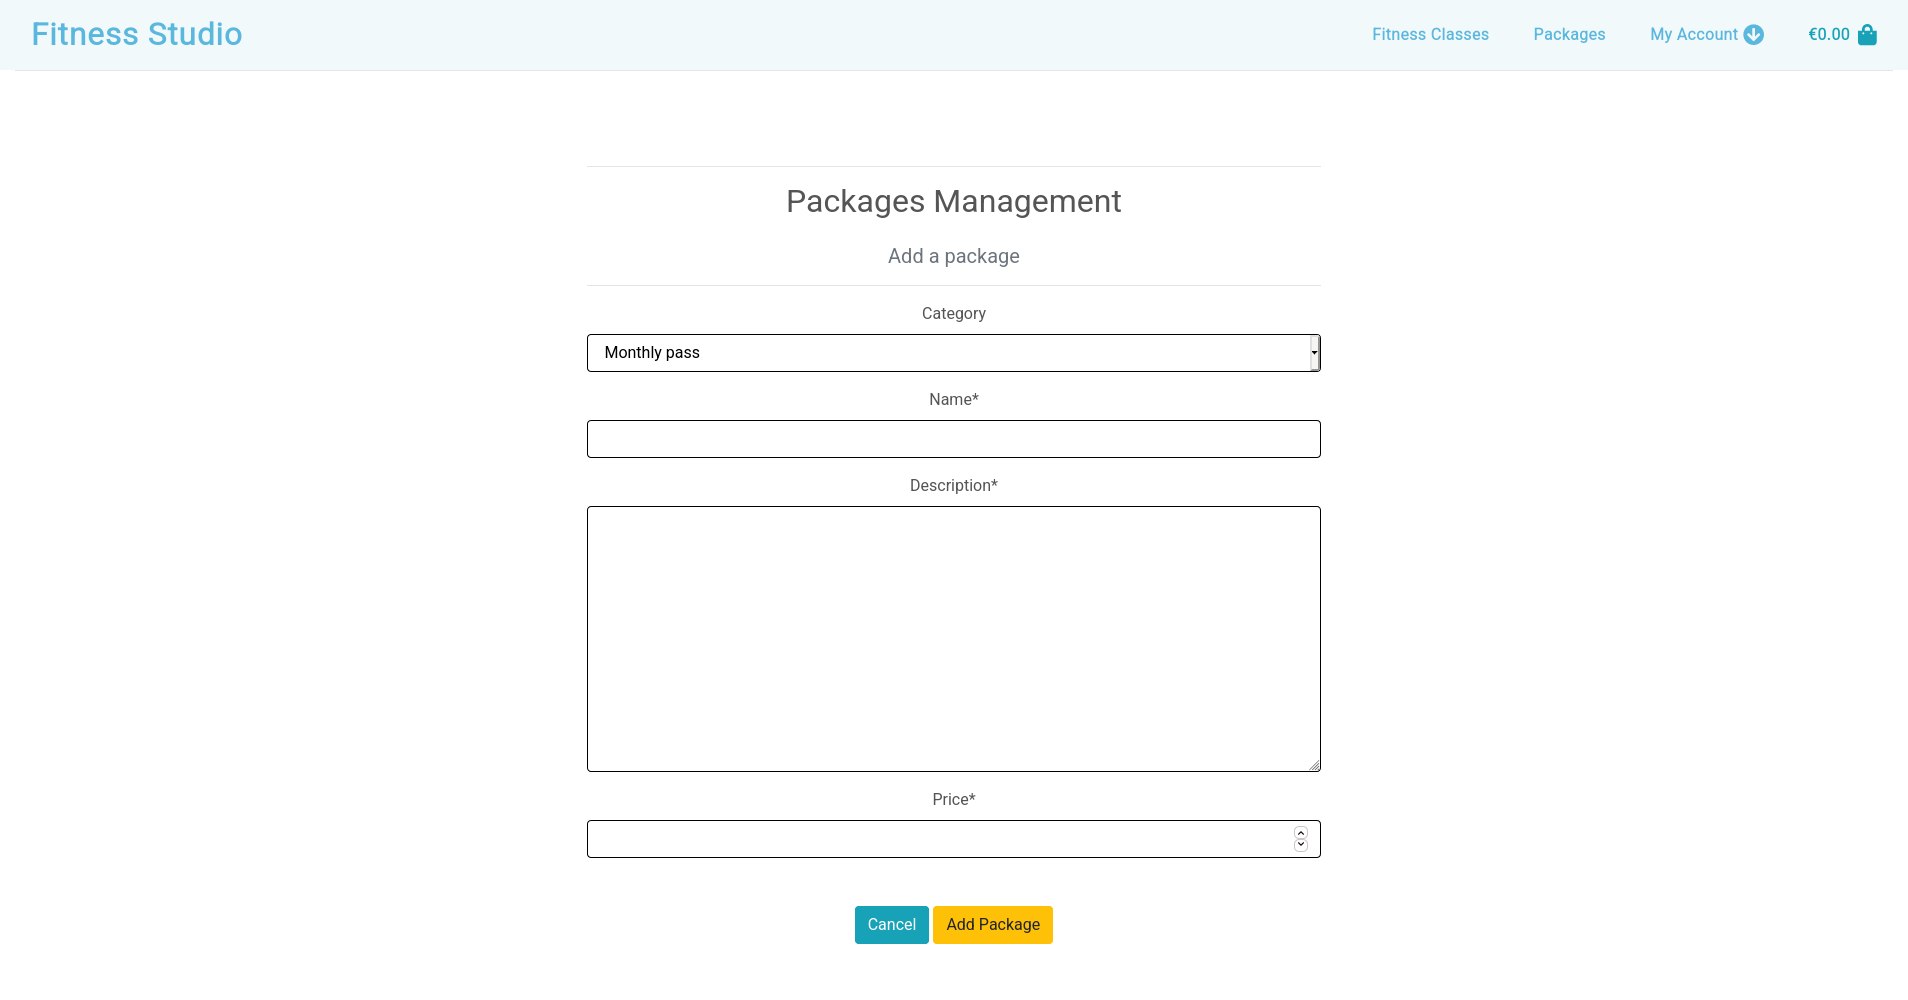 Fitness Studio
Fitness Classes
Packages
My Account
€0.00
Packages Management
Add a package
Category
Monthly pass
Name*
Description*
Price*
Cancel
Add Package